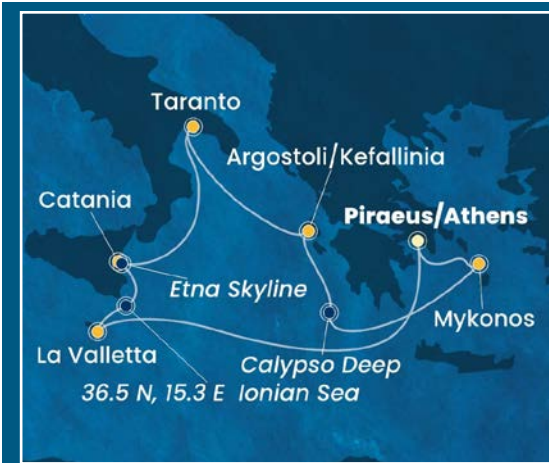 Taranto
Argostoli/Kefallinia
Catania
Piraeus/Athens
Etna Skyline
Mykonos
La Valletta
Calypso Deep
36.5 N, 15.3 E Ionian Sea